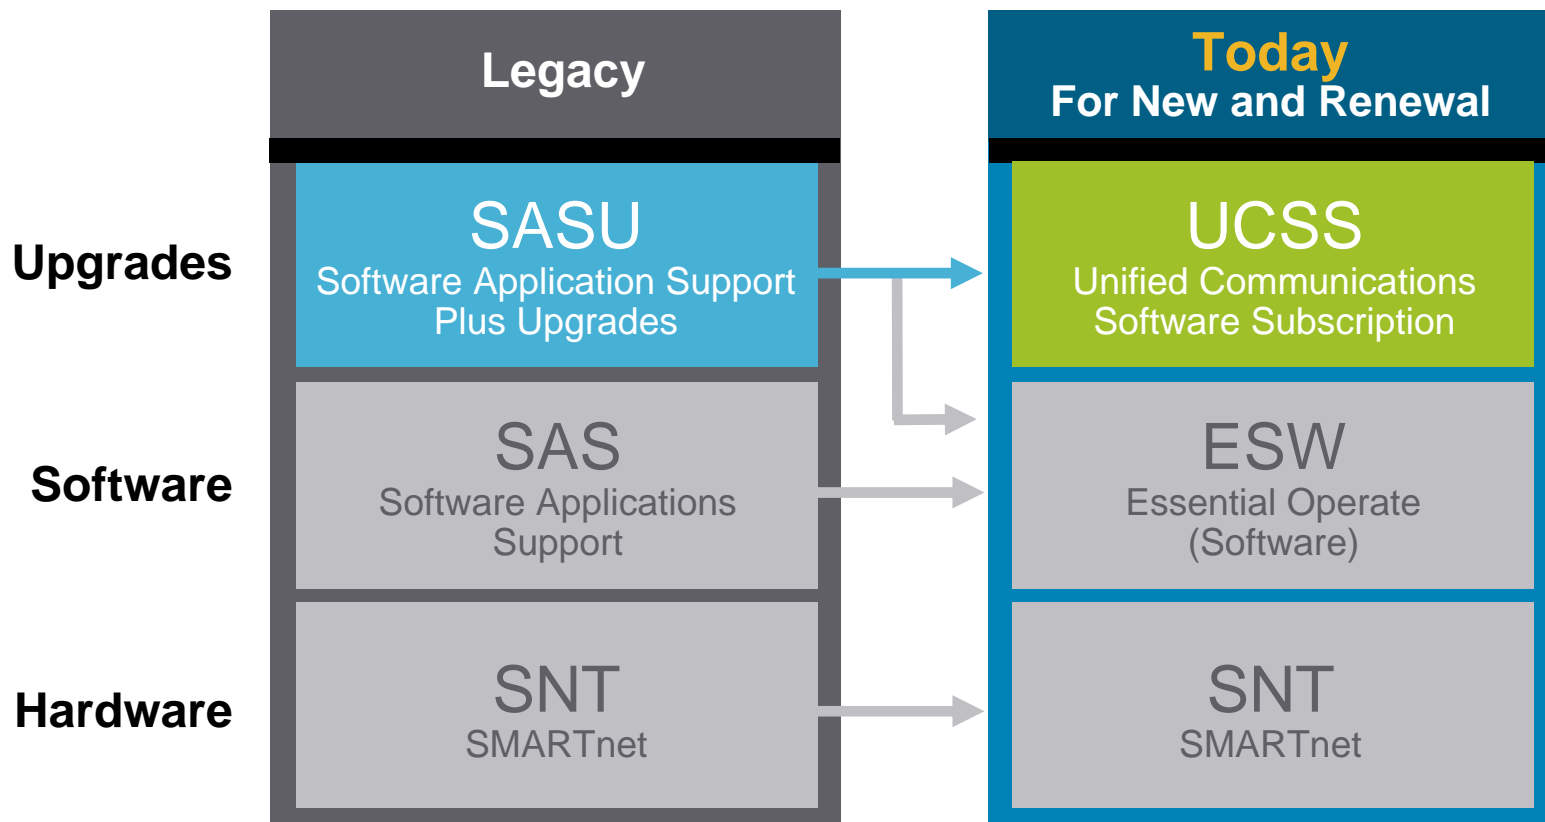 Legacy
Today
For New and Renewal
Upgrades
SASU
Software Application Support
Plus Upgrades
UCSS
Unified Communications
Software Subscription
Software
SAS
Software Applications
Support
ESW
Essential Operate
(Software)
Hardware
SNT
SMARTnet
SNT
SMARTnet